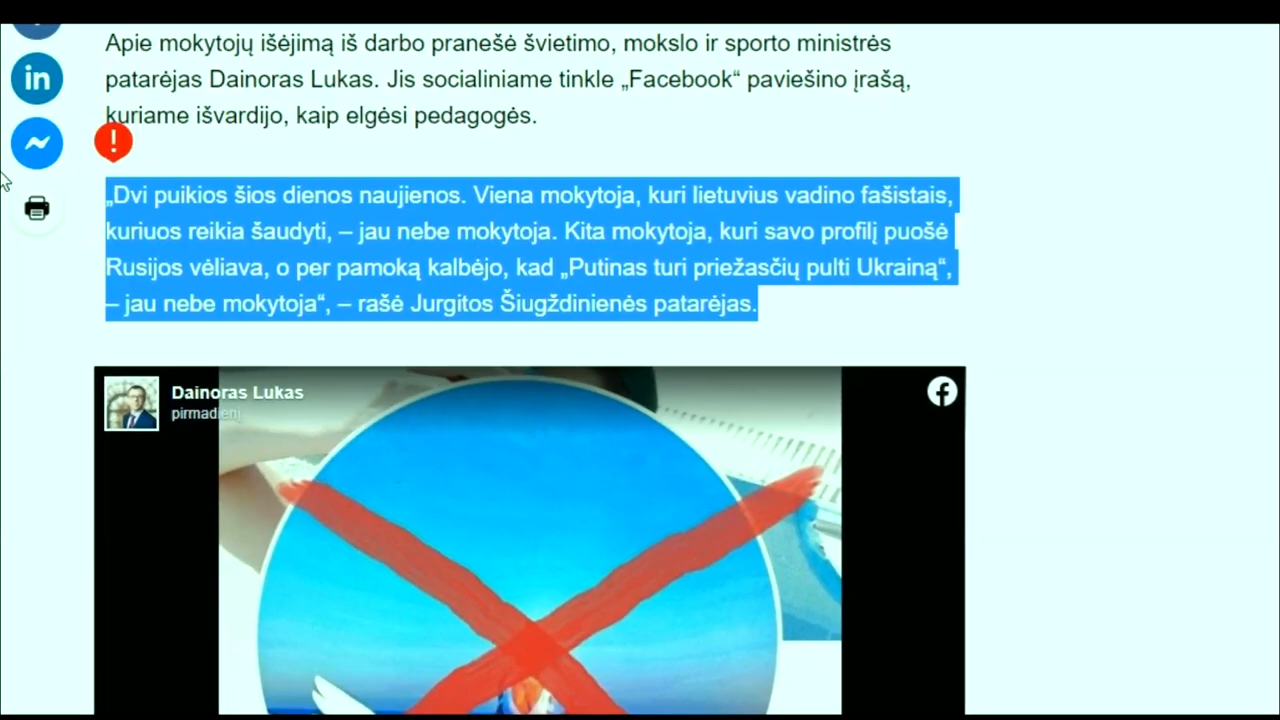 Apie mokytojų išėjimą iš darbo pranešė švietimo, mokslo ir sporto ministrės
patarėjas Dainoras Lukas. Jis socialiniame tinkle „Facebook“ paviešino įrašą,
kuriame išvardijo, kaip elgėsi pedagogės.
„Dvi puikios šios dienos naujienos. Viena mokytoja, kuri lietuvius vadino fašistais,
kuriuos reikia šaudyti, – jau nebe mokytoja. Kita mokytoja, kuri savo profilį puošė
Rusijos vėliava, o per pamoką kalbėjo, kad „Putinas turi priežasčių pulti Ukrainą“,
– jau nebe mokytoja“, – rašė Jurgitos Šiugždinienės patarėjas.
Dainoras Lukas
pirmadienį